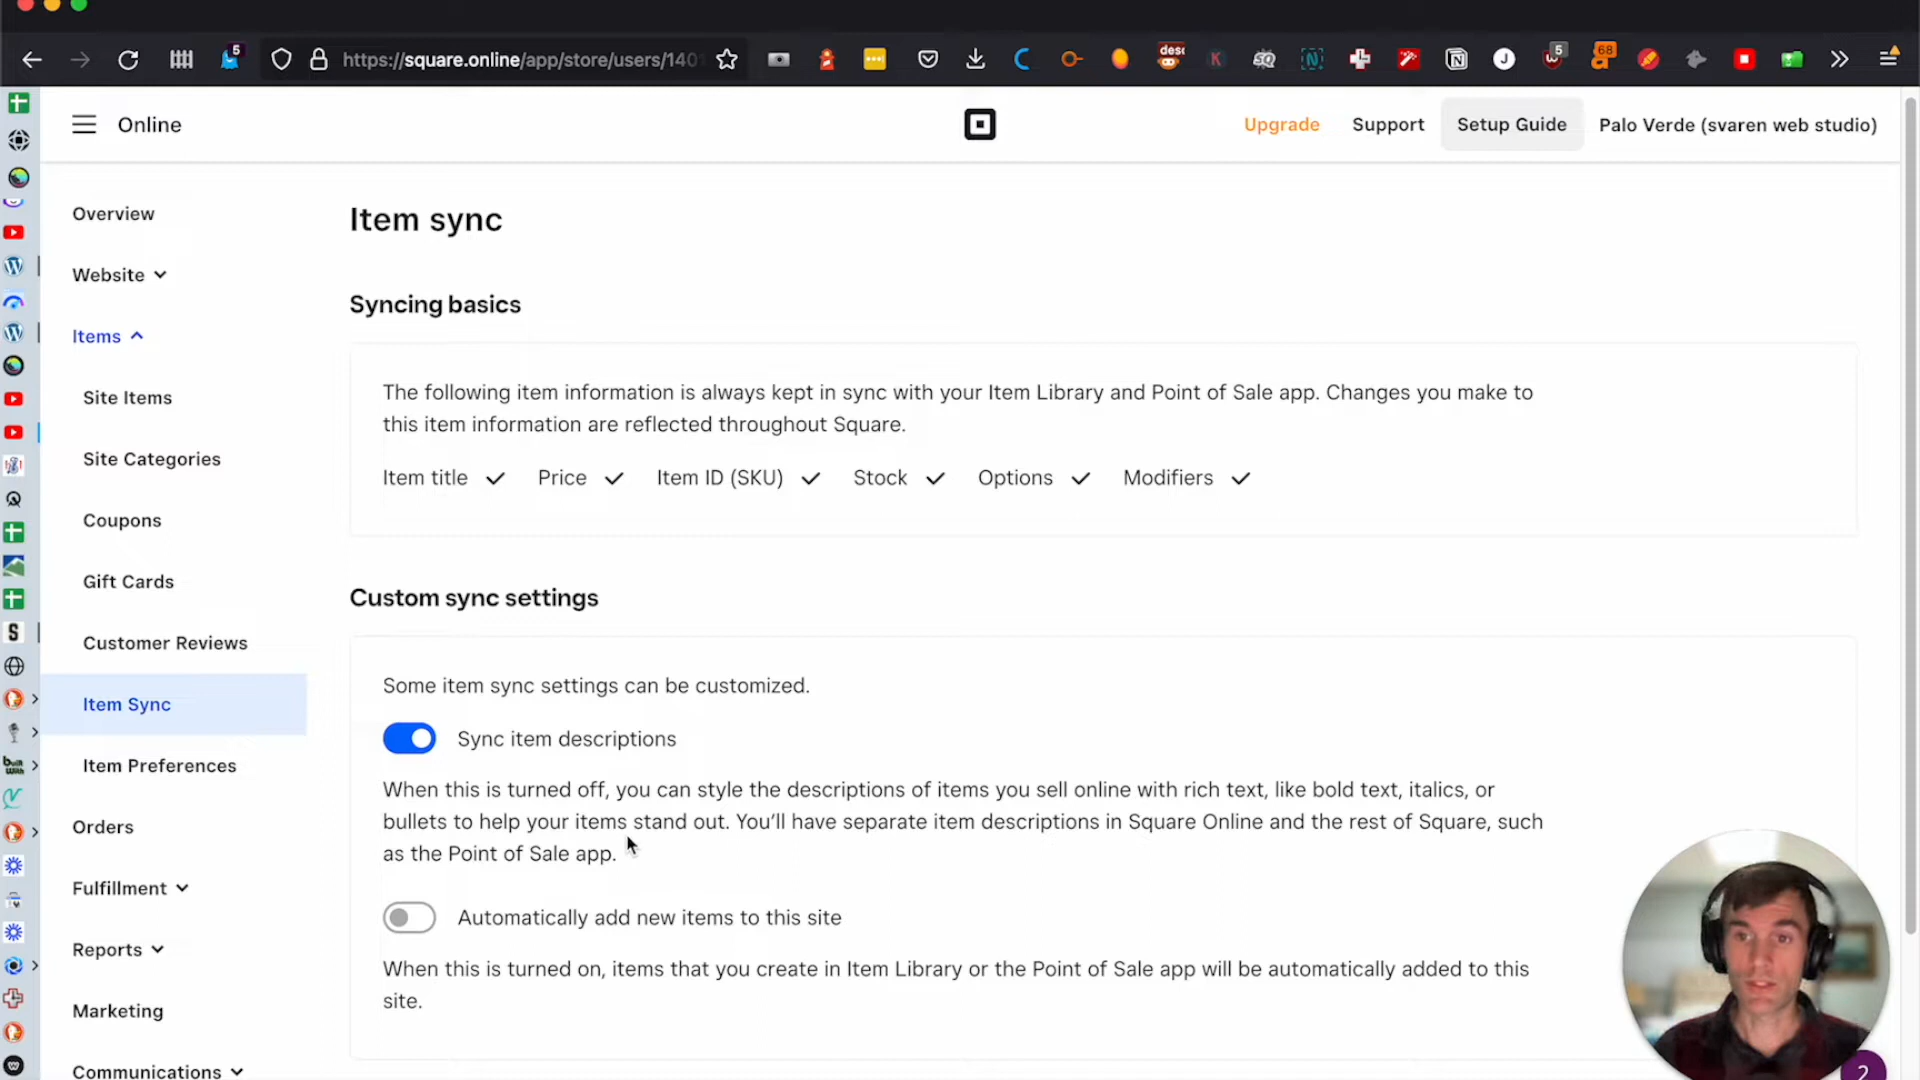 5
https://square.online/app/store/users/140
desc
5
68
Online
Upgrade
Support
Setup Guide
Palo Verde (svaren web studio)
Overview
Website
Items
Site Items
Site Categories
Coupons
Gift Cards
Customer Reviews
Item Sync
Item Preferences
Orders
Fulfillment
Reports
Marketing
Communications
Item sync
Syncing basics
The following item information is always kept in sync with your Item Library and Point of Sale app. Changes you make to
this item information are reflected throughout Square.
Item title
Price
Item ID (SKU)
Stock
Options
Modifiers
Custom sync settings
Some item sync settings can be customized.
Sync item descriptions
When this is turned off, you can style the descriptions of items you sell online with rich text, like bold text, italics, or
bullets to help your items stand out. You’ll have separate item descriptions in Square Online and the rest of Square, such
as the Point of Sale app.
Automatically add new items to this site
When this is turned on, items that you create in Item Library or the Point of Sale app will be automatically added to this
site.
2